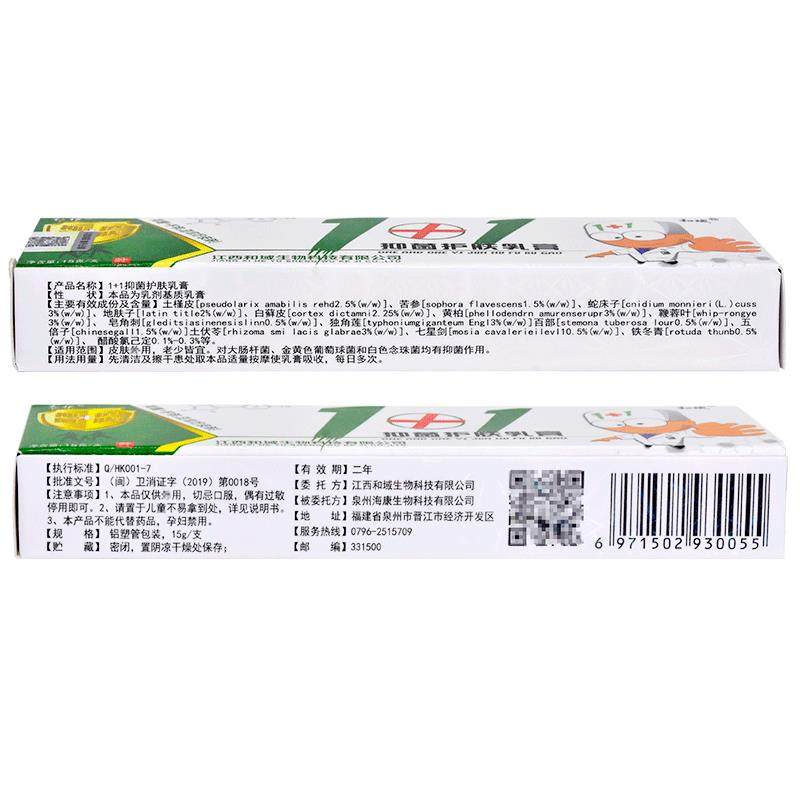 1+1
抑菌护肤乳膏
江西和域生物科技有限公司
【产品名称】1+1抑菌护肤乳膏
【性 状】本品为乳剂基质乳膏
【主要有效成份及含量】土槿皮[pseudolarix amabilis rehd2.5%(w/w)]、苦参[sophora flavescens1.5%(w/w)]、蛇床子[cnidium monnieri(L.)cuss
3%(w/w)]、地肤子[latin title2%(w/w)]、白蘚皮[cortex dictamni2.25%(w/w)]、黄柏[phellodendrn amurenserupr3%(w/w)]、鞭蓉叶[whip-rongye
3%(w/w)]、皂角刺[gleditsiasinenesislinn0.5%(w/w)]、独角莲[typhoniumgiganteum Engl3%(w/w)]百部[stemona tuberosa lour0.5%(w/w)]、五
倍子[chinesegall1.5%(w/w)]土伏苓[rhizoma smi lacis glabrae3%(w/w)]、七星剑[mosia cavalerieilevl10.5%(w/w)]、铁冬青[rotuda thunb0.5%
(w/w)]、醋酸氯己定0.1%-0.3%等。
【适用范围】皮肤外用，老少皆宜。对大肠杆菌、金黄色葡萄球菌和白色念珠菌均有抑菌作用。
【用法用量】先清洁及擦干患处取本品适量按摩使乳膏吸收，每日多次。
1+1
抑菌护肤乳膏
江西和域生物科技有限公司
【执行标准】Q/HK001-7
【批准文号】（闽）卫消证字（2019）第0018号
【注意事项】1、本品仅供外用，切忌口服，偶有过敏
停用即可。2、请置于儿童不易拿到处，详见说明书。
3、本产品不能代替药品，孕妇禁用。
【规 格】铝塑管包装，15g/支
【贮 藏】密闭，置阴凉干燥处保存；
【有 效 期】二年
【委 托 方】江西和域生物科技有限公司
【被委托方】泉州海康生物科技有限公司
【地 址】福建省泉州市晋江市经济开发区
【服务热线】0796-2515709
【邮 编】331500
6 971502 930055